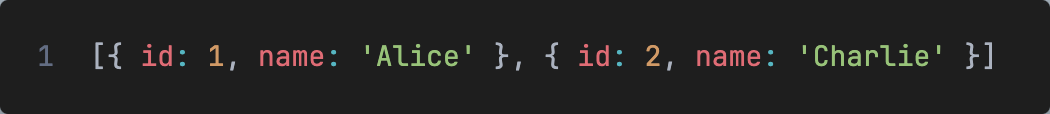 1 [{ id: 1, name: 'Alice' }, { id: 2, name: 'Charlie' }]